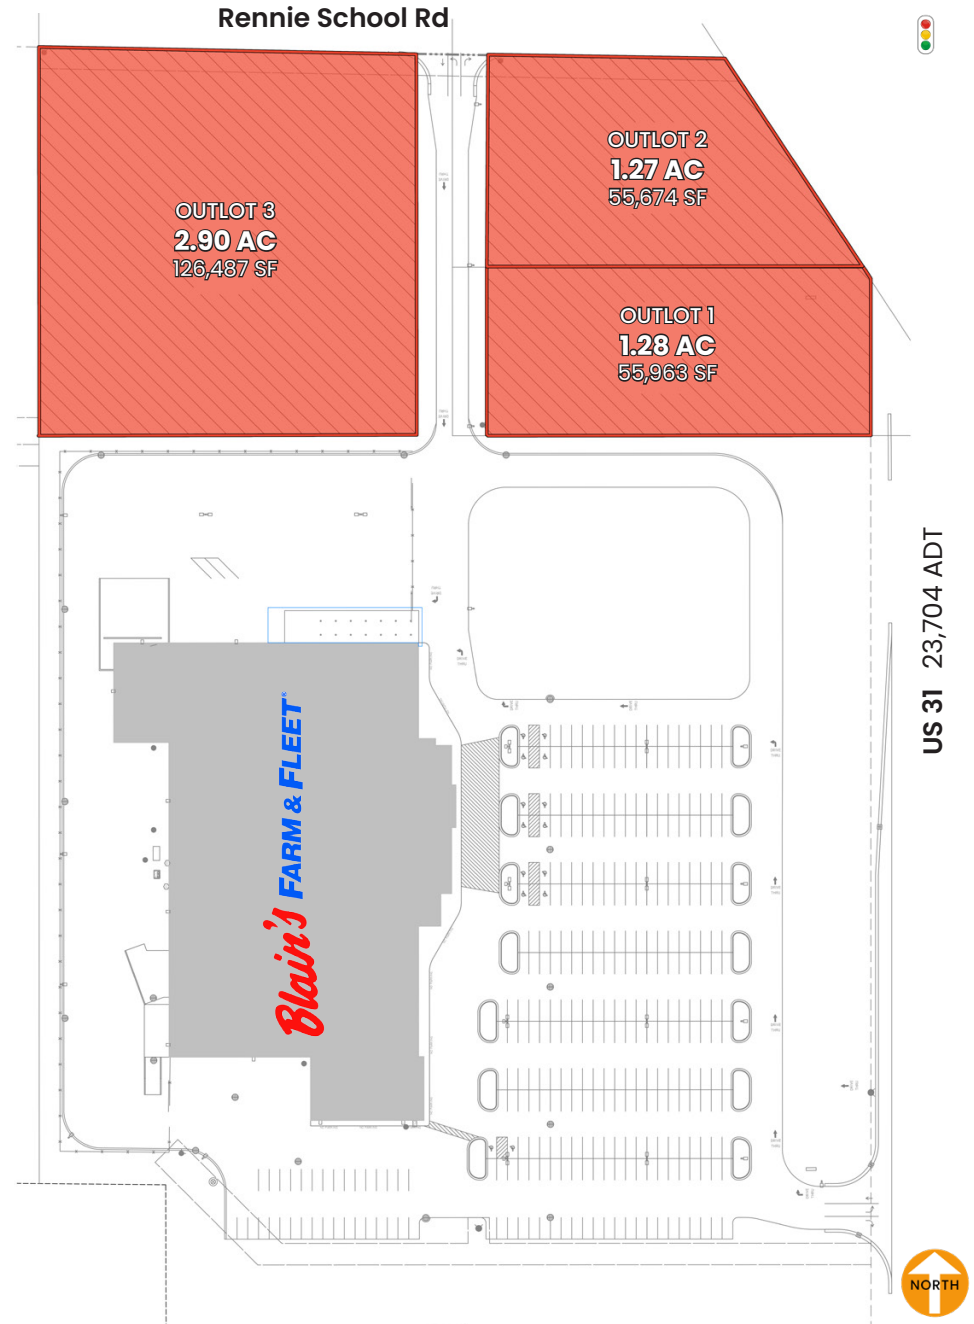 Rennie School Rd
OUTLOT 2
1.27 AC
55,674 SF
OUTLOT 3
2.90 AC
126,487 SF
OUTLOT 1
1.28 AC
55,963 SF
US 31 23,704 ADT
Blain's FARM & FLEET®
NORTH